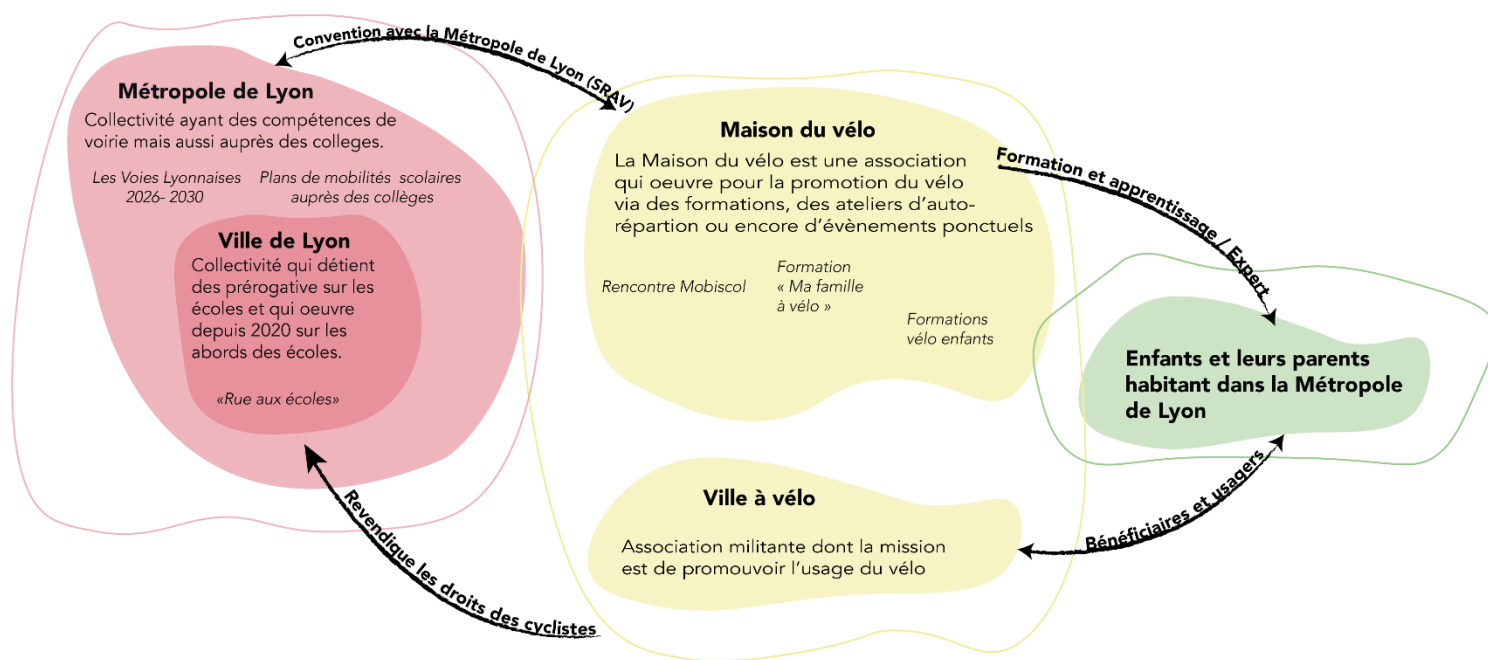 Convention avec la Métropole de Lyon (SRAV)
Métropole de Lyon
Collectivité ayant des compétences de
voirie mais aussi auprès des colleges.
Les Voies Lyonnaises
2026- 2030
Plans de mobilités scolaires
auprès des collèges
Ville de Lyon
Collectivité qui détient
des prérogative sur les
écoles et qui oeuvre
depuis 2020 sur les
abords des écoles.
«Rue aux écoles»
Maison du vélo
La Maison du vélo est une association
qui oeuvre pour la promotion du vélo
via des formations, des ateliers d'auto-
répartion ou encore d'évènements ponctuels
Rencontre Mobiscol
Formation
« Ma famille
à vélo »
Formations
vélo enfants
Formation et apprentissage / Expert
Enfants et leurs parents
habitant dans la Métropole
de Lyon
Ville à vélo
Association militante dont la mission
est de promouvoir l'usage du vélo
Bénéficiaires et usagers
Revendique les droits des cyclistes